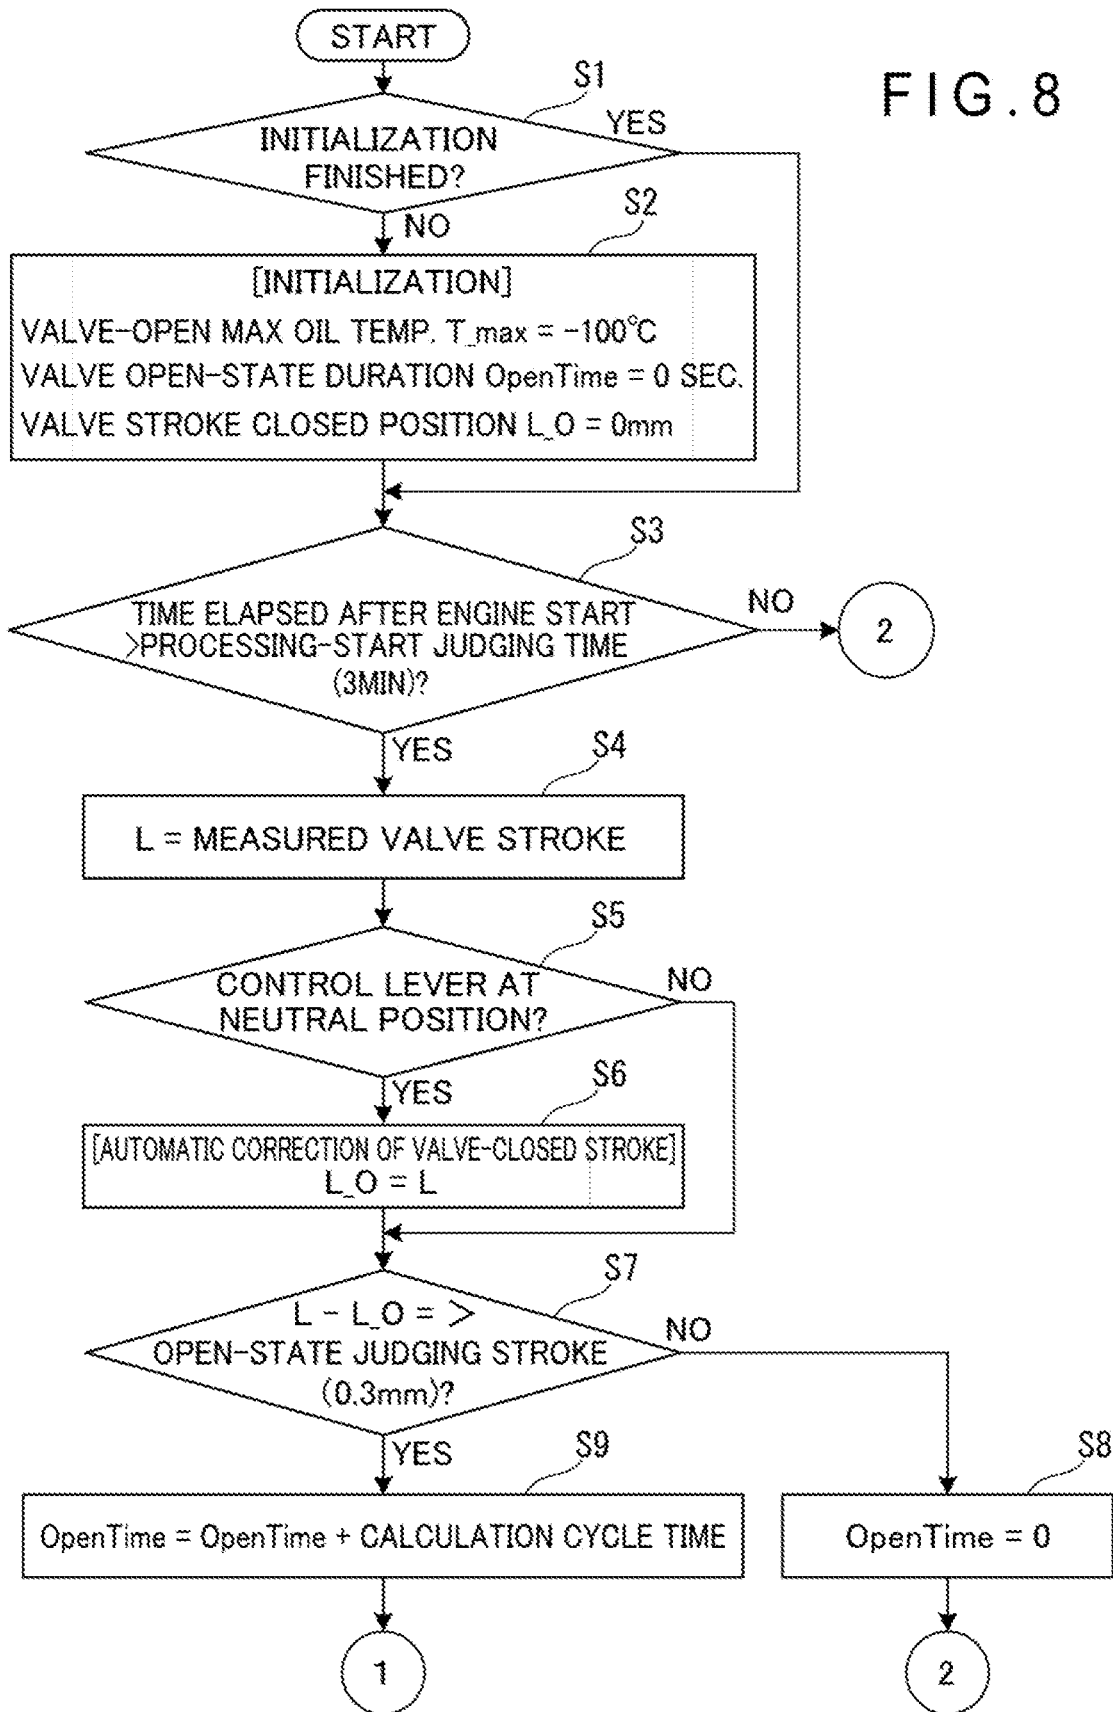 START
FIG. 8
S1
INITIALIZATION
FINISHED?
YES
NO
S2
[INITIALIZATION]
VALVE-OPEN MAX OIL TEMP. T_max = -100℃
VALVE OPEN-STATE DURATION OpenTime = 0 SEC.
VALVE STROKE CLOSED POSITION L_O = 0mm
S3
TIME ELAPSED AFTER ENGINE START
>PROCESSING-START JUDGING TIME
(3MIN)?
NO
2
YES
S4
L = MEASURED VALVE STROKE
S5
CONTROL LEVER AT
NEUTRAL POSITION?
NO
YES
S6
[AUTOMATIC CORRECTION OF VALVE-CLOSED STROKE]
L_O = L
S7
L - L_O = >
OPEN-STATE JUDGING STROKE
(0.3mm)?
NO
YES
S9
OpenTime = OpenTime + CALCULATION CYCLE TIME
S8
OpenTime = 0
1
2